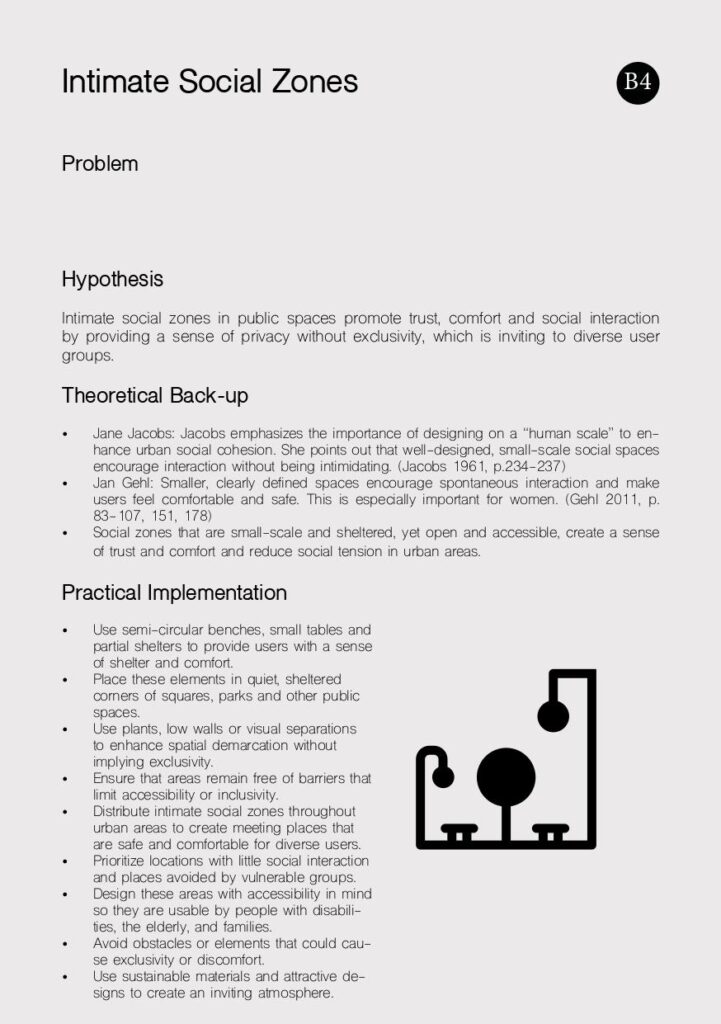 Intimate Social Zones
B4
Problem
Hypothesis
Intimate social zones in public spaces promote trust, comfort and social interaction
by providing a sense of privacy without exclusivity, which is inviting to diverse user
groups.
Theoretical Back-up
• Jane Jacobs: Jacobs emphasizes the importance of designing on a “human scale” to en-
hance urban social cohesion. She points out that well-designed, small-scale social spaces
encourage interaction without being intimidating. (Jacobs 1961, p.234-237)
• Jan Gehl: Smaller, clearly defined spaces encourage spontaneous interaction and make
users feel comfortable and safe. This is especially important for women. (Gehl 2011, p.
83-107, 151, 178)
• Social zones that are small-scale and sheltered, yet open and accessible, create a sense
of trust and comfort and reduce social tension in urban areas.
Practical Implementation
• Use semi-circular benches, small tables and
partial shelters to provide users with a sense
of shelter and comfort.
• Place these elements in quiet, sheltered
corners of squares, parks and other public
spaces.
• Use plants, low walls or visual separations
to enhance spatial demarcation without
implying exclusivity.
• Ensure that areas remain free of barriers that
limit accessibility or inclusivity.
• Distribute intimate social zones throughout
urban areas to create meeting places that
are safe and comfortable for diverse users.
• Prioritize locations with little social interaction
and places avoided by vulnerable groups.
• Design these areas with accessibility in mind
so they are usable by people with disabili-
ties, the elderly, and families.
• Avoid obstacles or elements that could cau-
se exclusivity or discomfort.
• Use sustainable materials and attractive de-
signs to create an inviting atmosphere.